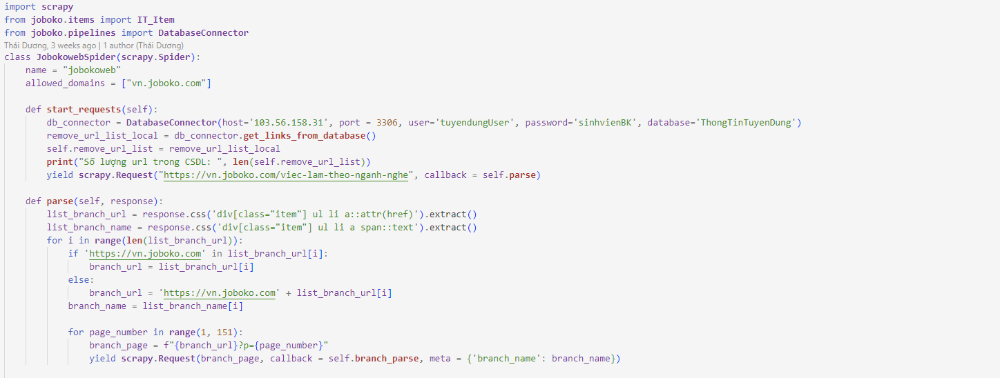 import scrapy
from joboko.items import IT_Item
from joboko.pipelines import DatabaseConnector
Thái Dương, 3 weeks ago | 1 author (Thái Dương)
class JobokowebSpider(scrapy.Spider):
    name = "jobokoweb"
    allowed_domains = ["vn.joboko.com"]
    def start_requests(self):
        db_connector = DatabaseConnector(host='103.56.158.31', port = 3306, user='tuyendungUser', password='sinhvienBK', database='ThongTinTuyenDung')
        remove_url_list_local = db_connector.get_links_from_database()
        self.remove_url_list = remove_url_list_local
        print("Số lượng url trong CSDL: ", len(self.remove_url_list))
        yield scrapy.Request("https://vn.joboko.com/viec-lam-theo-nganh-nghe", callback = self.parse)
    def parse(self, response):
        list_branch_url = response.css('div[class="item"] ul li a::attr(href)').extract()
        list_branch_name = response.css('div[class="item"] ul li a span::text').extract()
        for i in range(len(list_branch_url)):
            if 'https://vn.joboko.com' in list_branch_url[i]:
                branch_url = list_branch_url[i]
            else:
                branch_url = 'https://vn.joboko.com' + list_branch_url[i]
            branch_name = list_branch_name[i]
            for page_number in range(1, 151):
                branch_page = f"{branch_url}?p={page_number}"
                yield scrapy.Request(branch_page, callback = self.branch_parse, meta = {'branch_name': branch_name})